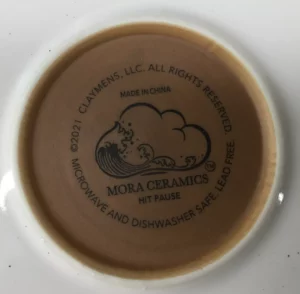 ©2021 CLAYMENS, LLC. ALL RIGHTS RESERVED.
MADE IN CHINA
MORA CERAMICS
HIT PAUSE
MICROWAVE AND DISHWASHER SAFE. LEAD FREE.